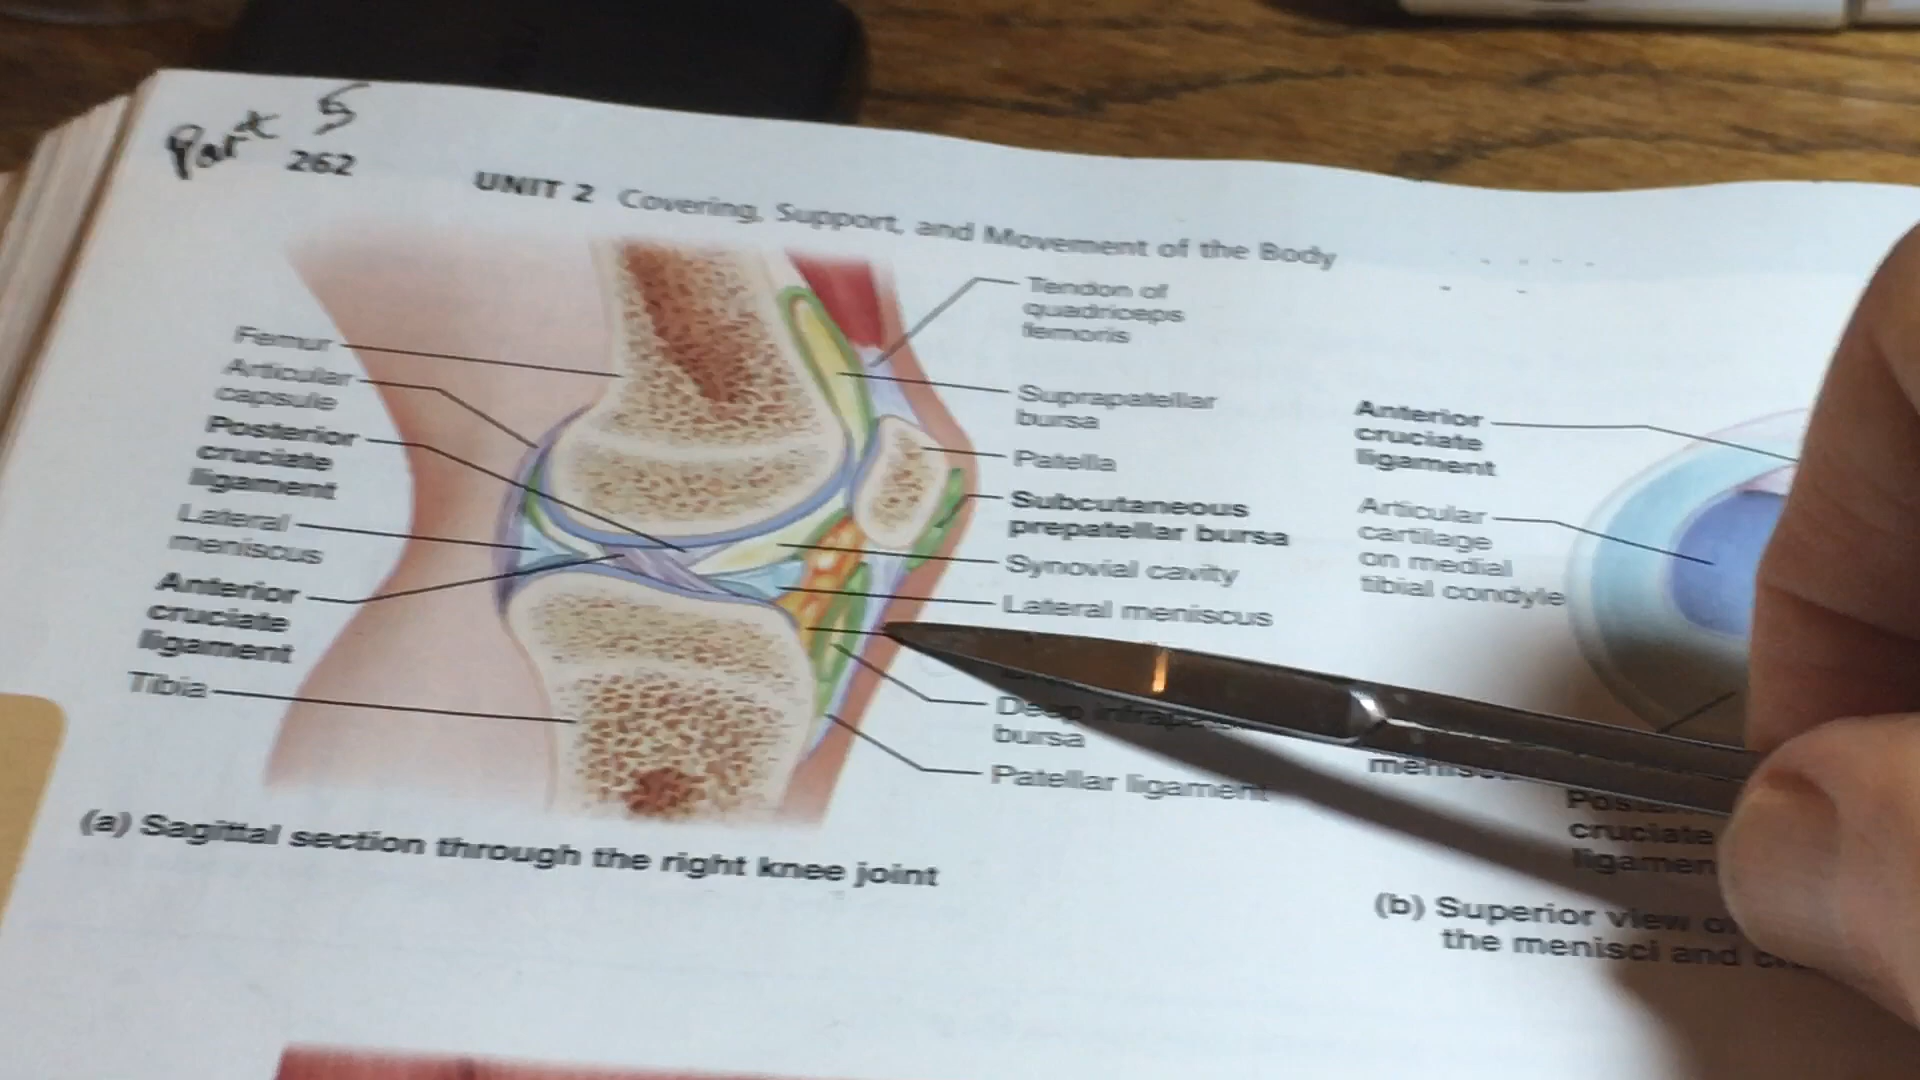 Part 5
262 UNIT 2 Covering, Support, and Movement of the Body
Femur
Articular
capsule
Posterior
cruciate
ligament
Lateral
meniscus
Anterior
cruciate
ligament
Tibia
Tendon of
quadriceps
femoris
Suprapatellar
bursa
Patella
Subcutaneous
prepatellar bursa
Synovial cavity
Lateral meniscus
Deep
bursa
Patellar ligament
(a) Sagittal section through the right knee joint
Anterior
cruciate
ligament
Articular
cartilage
on medial
tibial condyle
cruciate
(b) Superior view
the menisci and